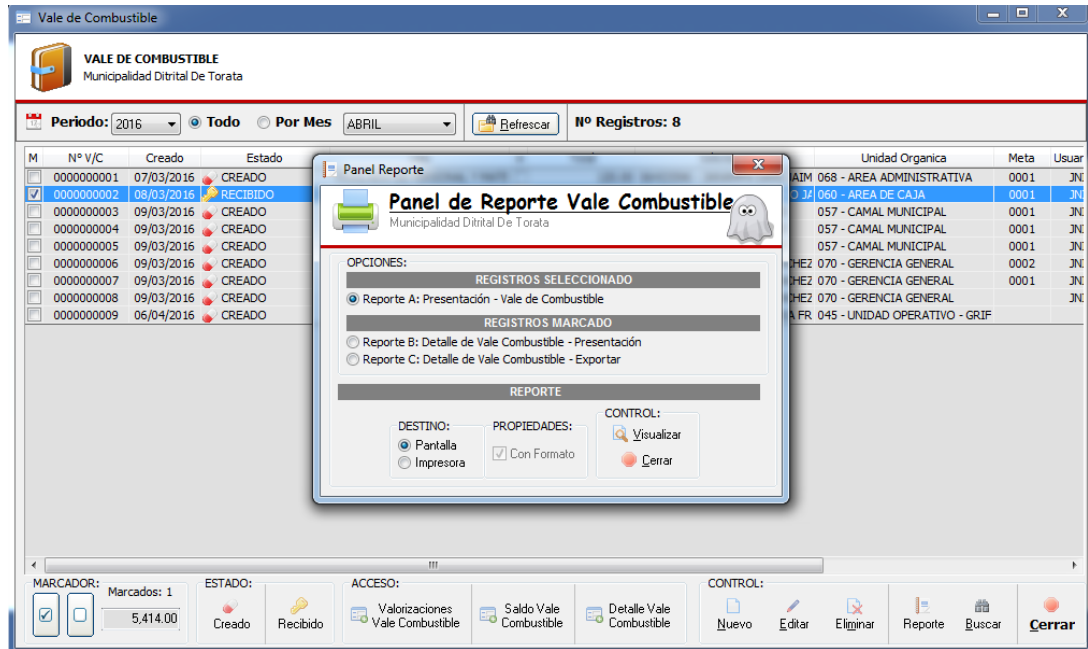 Vale de Combustible
VALE DE COMBUSTIBLE
Municipalidad Ditrital De Torata
Periodo: 2016 Todo Por Mes ABRIL Refrescar Nº Registros: 8
M Nº V/C Creado Estado Unidad Organica Meta Usuar
0000000001 07/03/2016 CREADO JAIM 068 - AREA ADMINISTRATIVA 0001
0000000002 08/03/2016 RECIBIDO 060 - AREA DE CAJA 0001
0000000003 09/03/2016 CREADO 057 - CAMAL MUNICIPAL 0001
0000000004 09/03/2016 CREADO 057 - CAMAL MUNICIPAL 0001
0000000005 09/03/2016 CREADO 057 - CAMAL MUNICIPAL 0001
0000000006 09/03/2016 CREADO 070 - GERENCIA GENERAL 0002
0000000007 09/03/2016 CREADO 070 - GERENCIA GENERAL 0001
0000000008 09/03/2016 CREADO 070 - GERENCIA GENERAL
0000000009 06/04/2016 CREADO 045 - UNIDAD OPERATIVO - GRIF
Panel Reporte
Panel de Reporte Vale Combustible
Municipalidad Ditrital De Torata
OPCIONES:
REGISTROS SELECCIONADO
Reporte A: Presentación - Vale de Combustible
REGISTROS MARCADO
Reporte B: Detalle de Vale Combustible - Presentación
Reporte C: Detalle de Vale Combustible - Exportar
REPORTE
DESTINO:
Pantalla
Impresora
PROPIEDADES:
Con Formato
CONTROL:
Visualizar
Cerrar
MARCADOR:
Marcados: 1
5,414.00
ESTADO:
Creado Recibido
ACCESO:
Valorizaciones
Vale Combustible
Saldo Vale
Combustible
Detalle Vale
Combustible
CONTROL:
Nuevo Editar Eliminar Reporte Buscar Cerrar